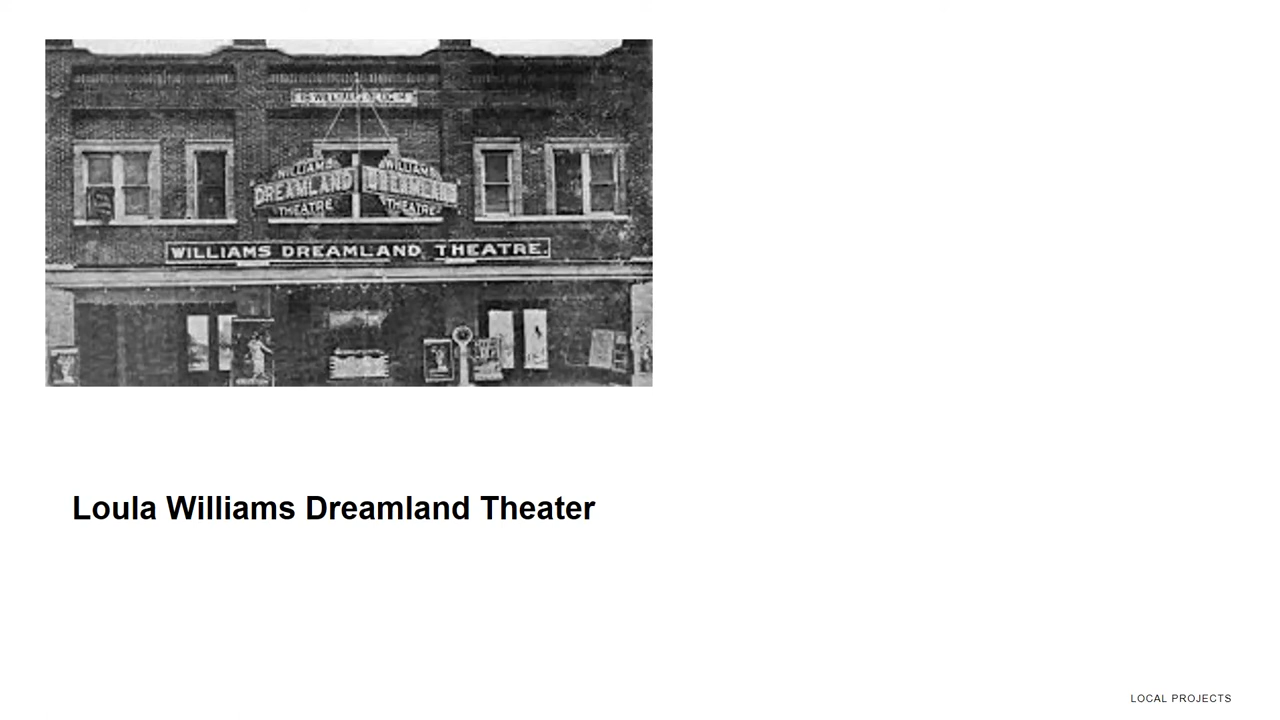 WILLIAMS
DREAMLAND
THEATRE
WILLIAMS
DREAMLAND
THEATRE
WILLIAMS DREAMLAND THEATRE.
Loula Williams Dreamland Theater
LOCAL PROJECTS